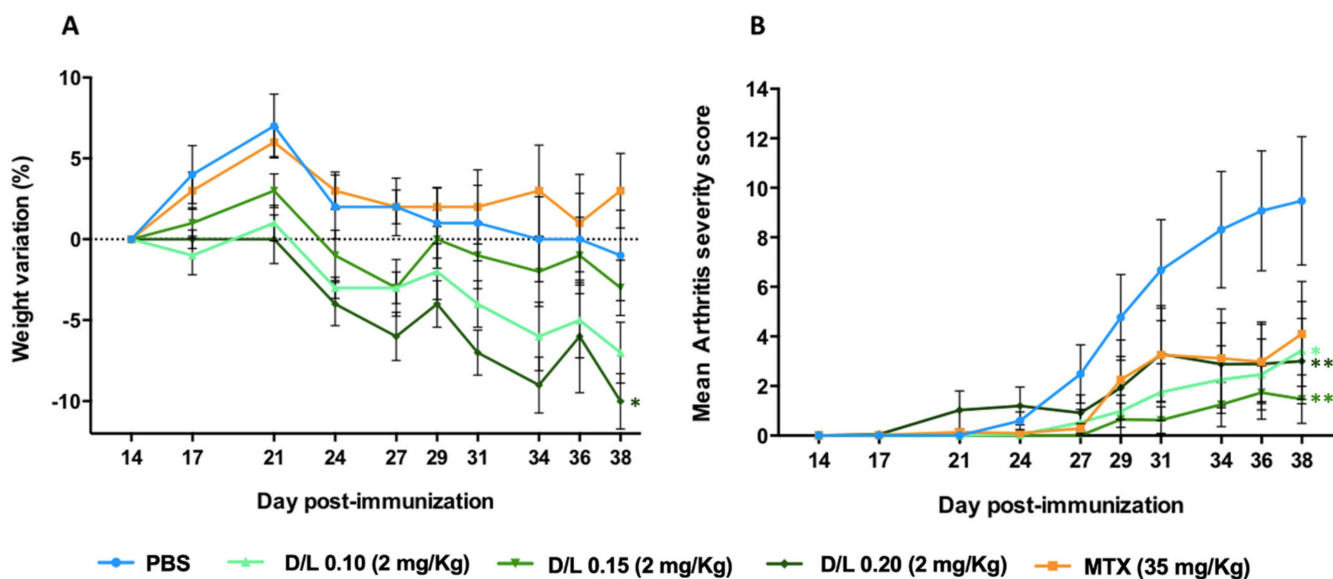 A
Weight variation (%)
10
5
0
-5
-10
*
14 17 21 24 27 29 31 34 36 38
Day post-immunization
B
Mean Arthritis severity score
14
12
10
8
6
4
2
0
*
**
**
14 17 21 24 27 29 31 34 36 38
Day post-immunization
PBS D/L 0.10 (2 mg/Kg) D/L 0.15 (2 mg/Kg) D/L 0.20 (2 mg/Kg) MTX (35 mg/Kg)